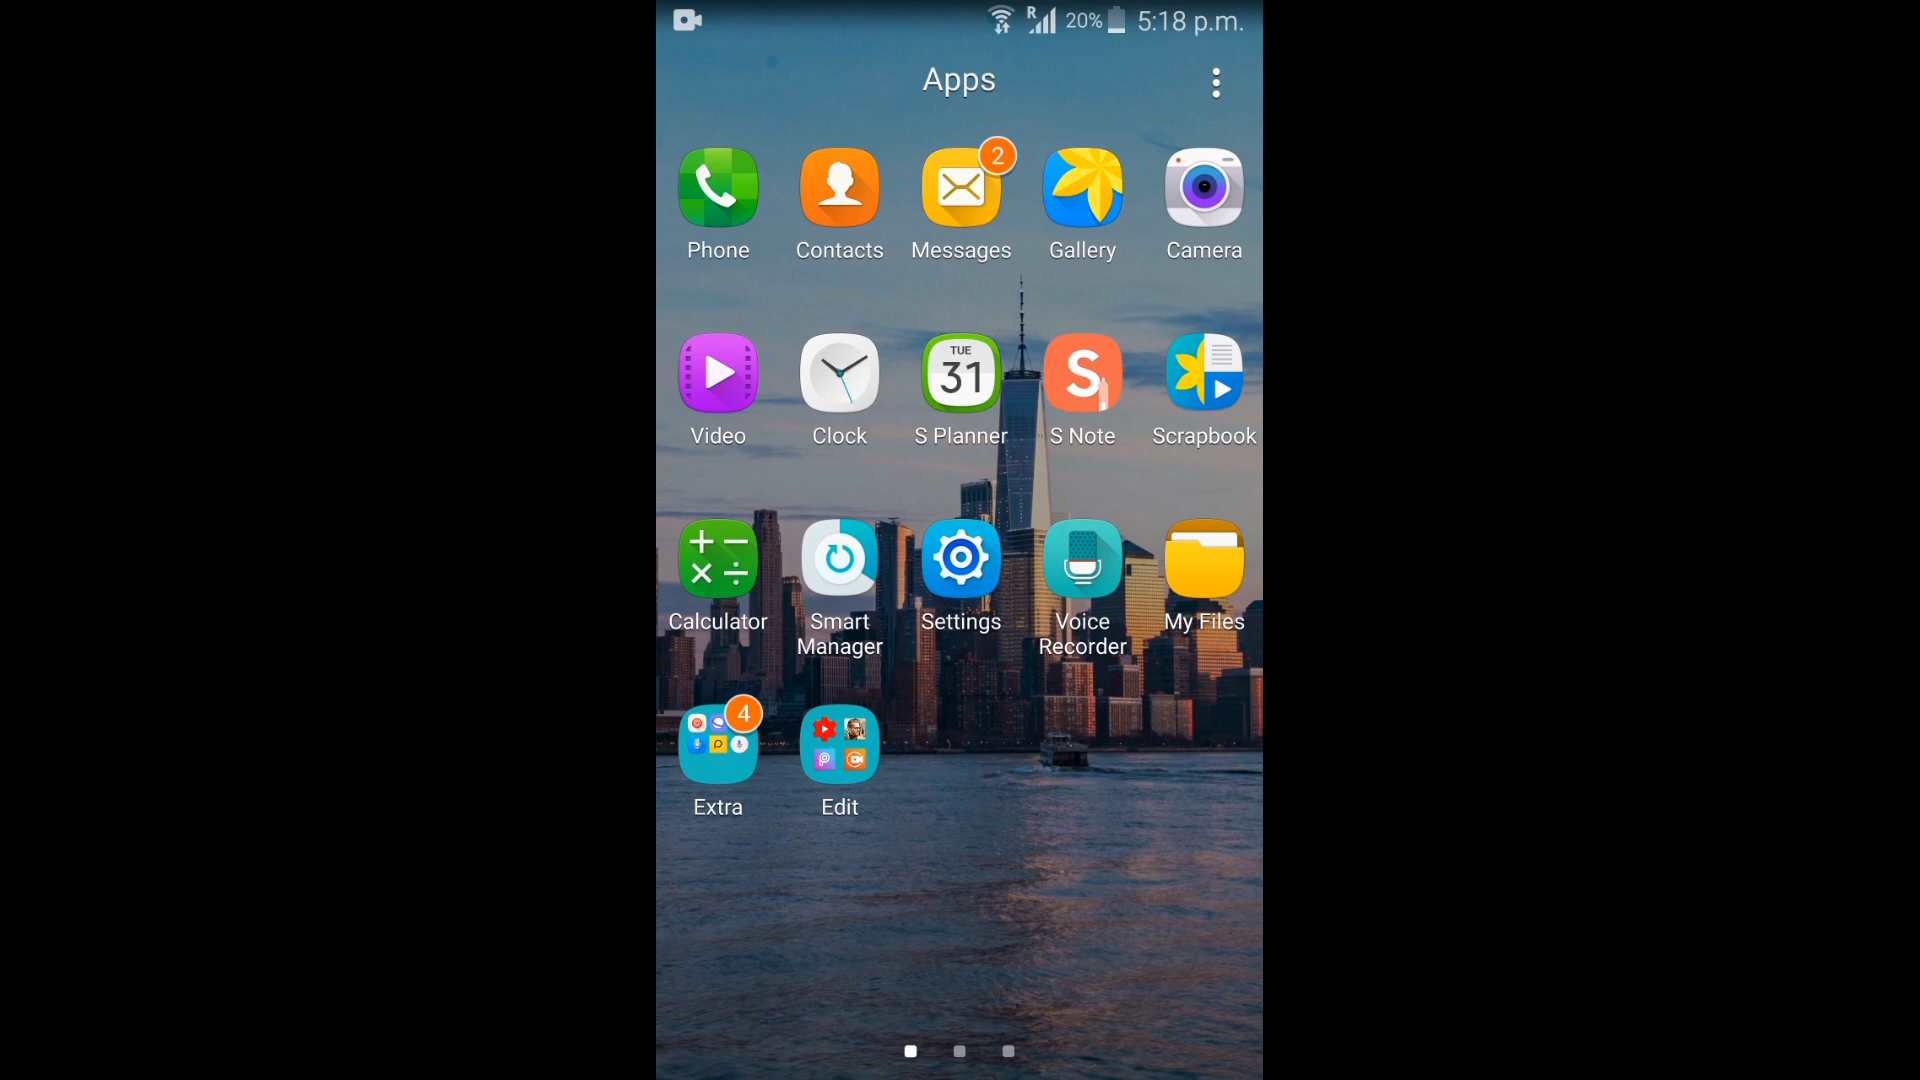 R 20% 5:18 p.m.
Apps
2
Phone Contacts Messages Gallery Camera
TUE
31
S
Video Clock S Planner S Note Scrapbook
Calculator Smart Manager Settings Voice Recorder My Files
4
Extra Edit